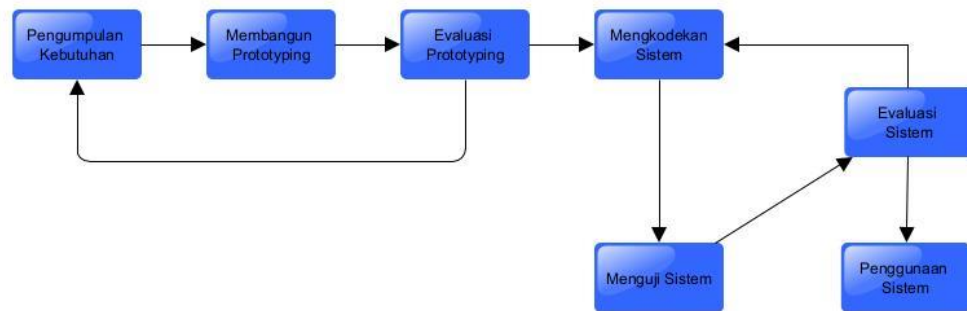 Pengumpulan
Kebutuhan
Membangun
Prototyping
Evaluasi
Prototyping
Mengkodekan
Sistem
Evaluasi
Sistem
Menguji Sistem
Penggunaan
Sistem